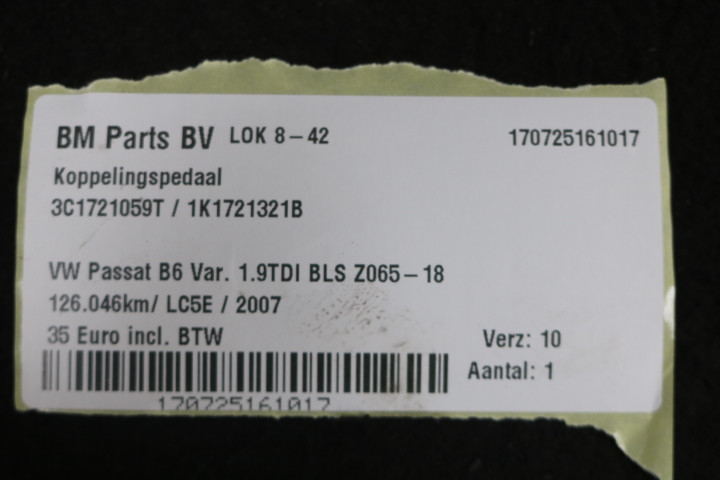 BM Parts BV LOK 8-42 170725161017
Koppelingspedaal
3C1721059T / 1K1721321B
VW Passat B6 Var. 1.9TDI BLS Z065-18
126.046km/ LC5E / 2007
35 Euro incl. BTW Verz: 10
Aantal: 1
170725161017